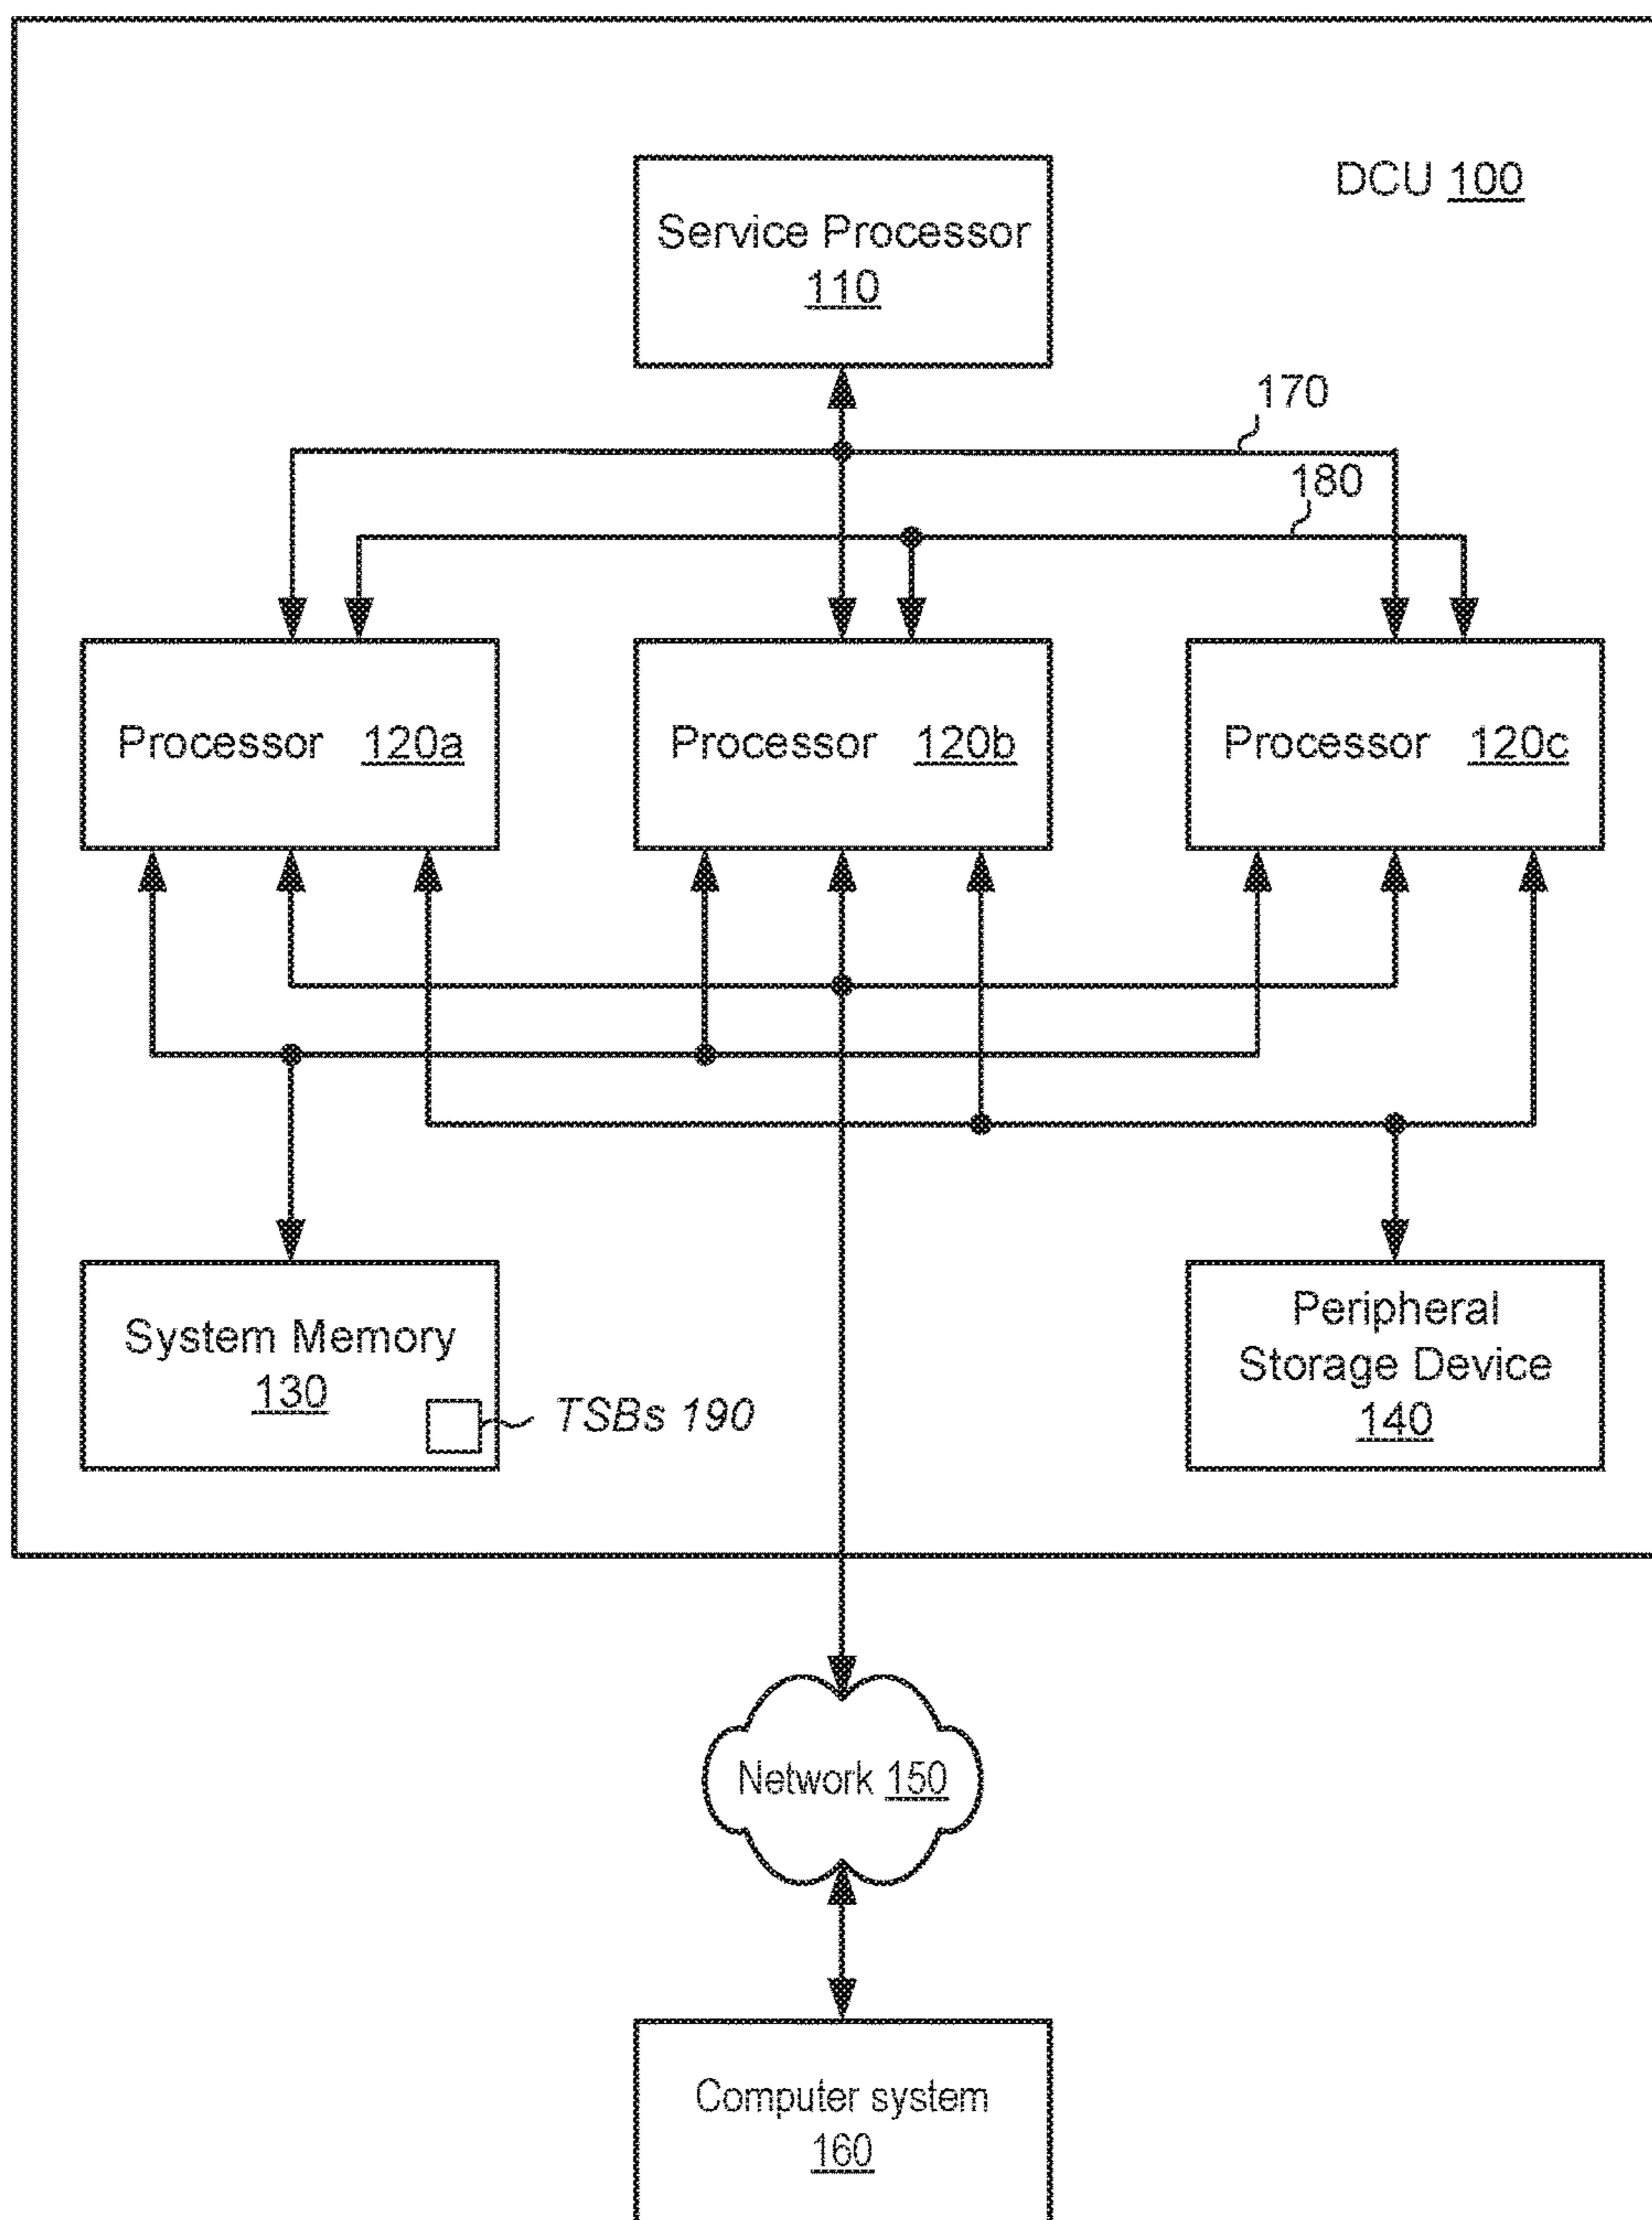 DCU 100
Service Processor
110
170
180
Processor 120a
Processor 120b
Processor 120c
System Memory
130
TSBs 190
Peripheral
Storage Device
140
Network 150
Computer system
160